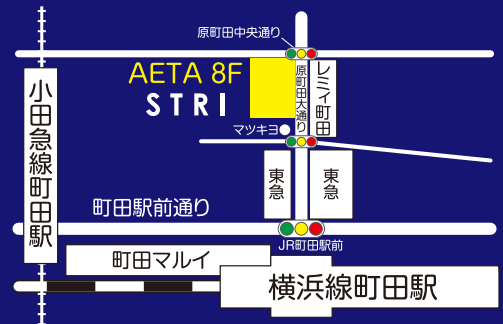 原町田中央通り
AETA 8F
STRI
原町田大通り
レミィ町田
マツキヨ
小田急線町田駅
東急
東急
町田駅前通り
JR町田駅前
町田マルイ
横浜線町田駅